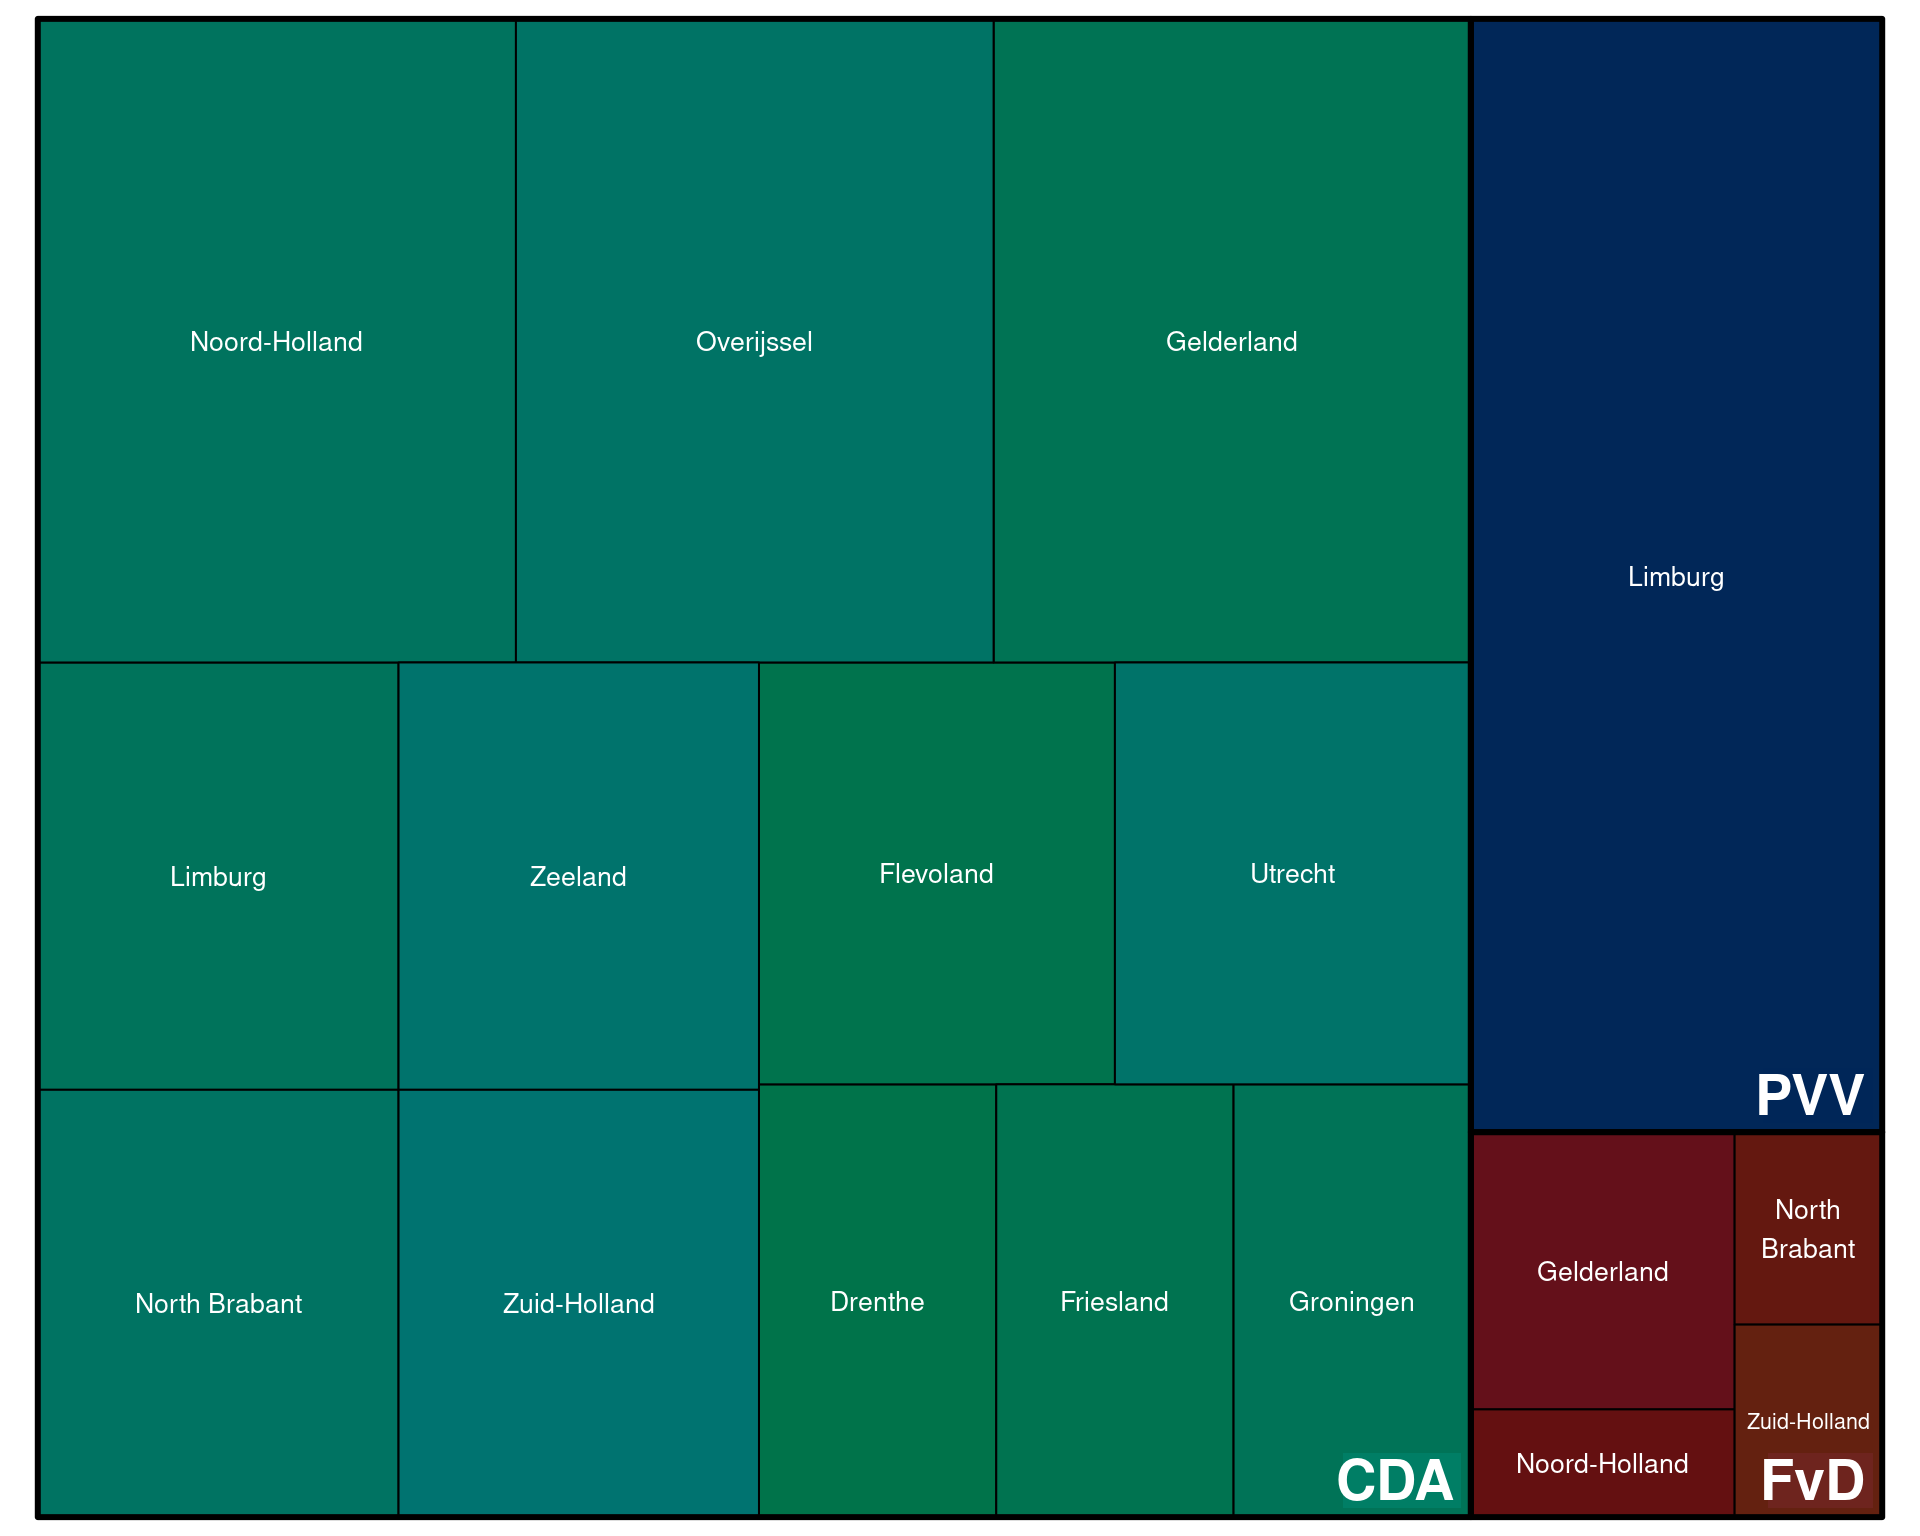 Noord-Holland
Overijssel
Gelderland
Limburg
Zeeland
Flevoland
Utrecht
North Brabant
Zuid-Holland
Drenthe
Friesland
Groningen
CDA
Limburg
PVV
Gelderland
North
Brabant
Noord-Holland
Zuid-Holland
FvD